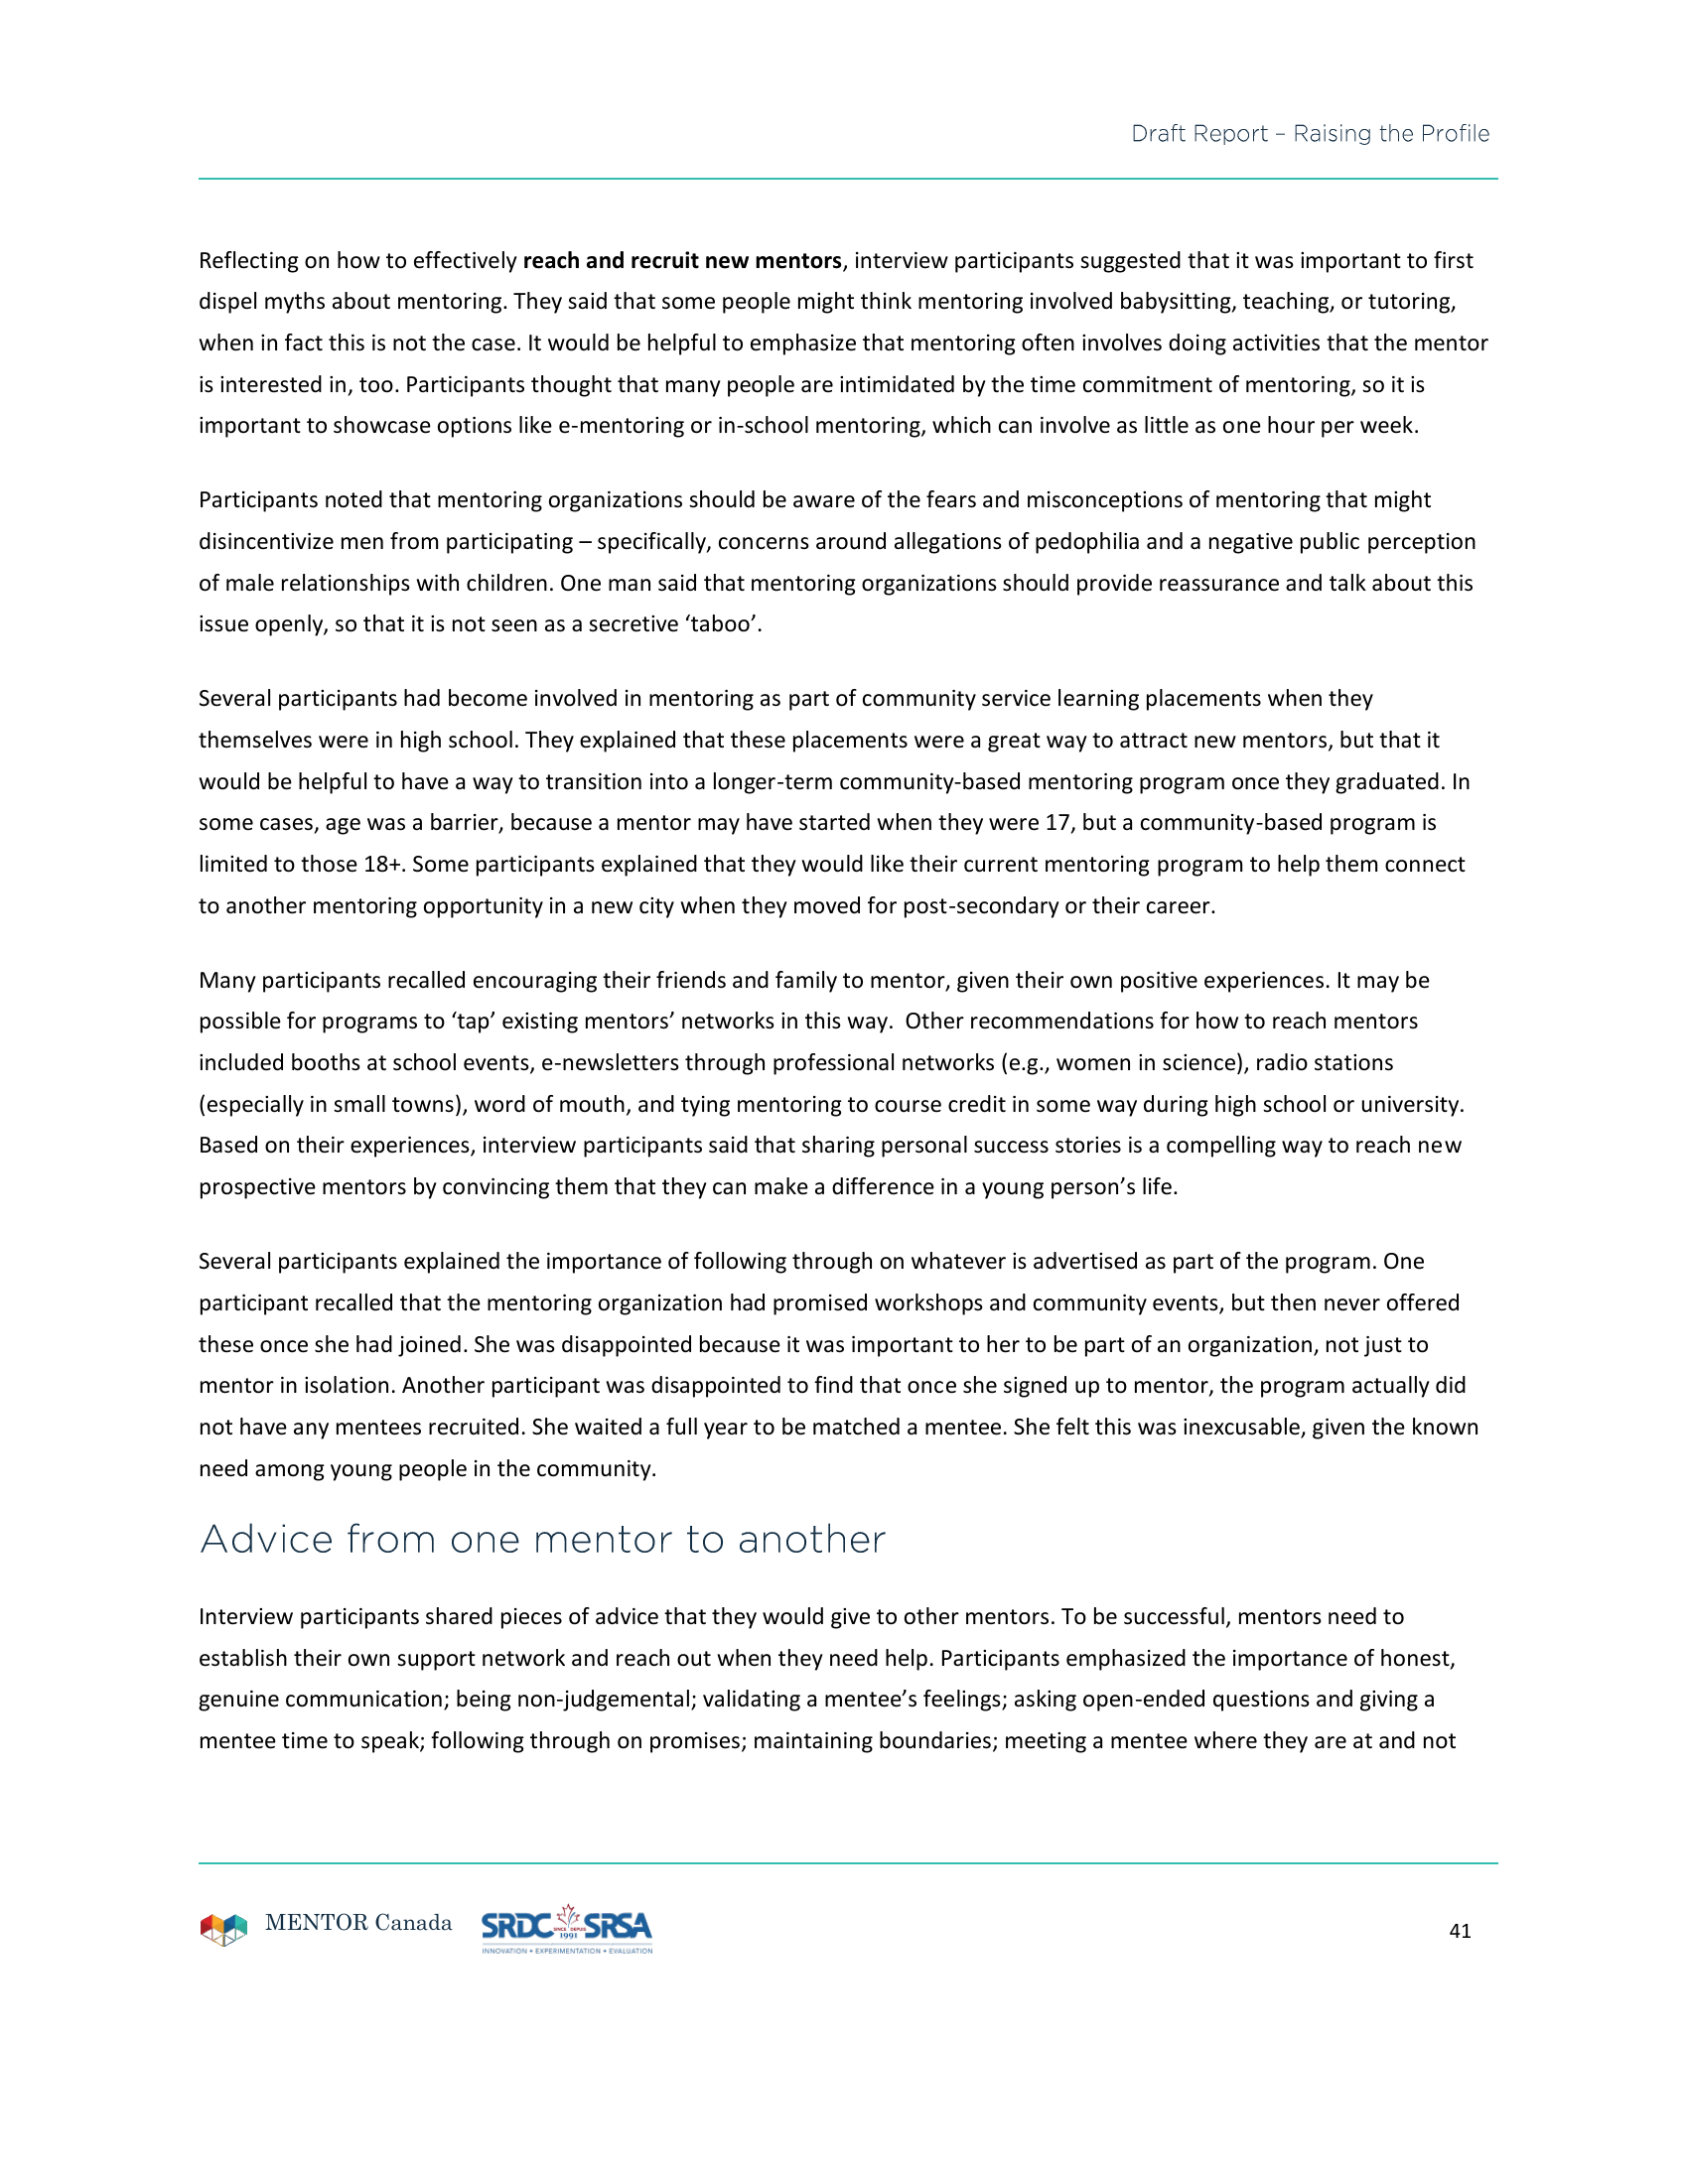 Draft Report – Raising the Profile
Reflecting on how to effectively reach and recruit new mentors, interview participants suggested that it was important to first
dispel myths about mentoring. They said that some people might think mentoring involved babysitting, teaching, or tutoring,
when in fact this is not the case. It would be helpful to emphasize that mentoring often involves doing activities that the mentor
is interested in, too. Participants thought that many people are intimidated by the time commitment of mentoring, so it is
important to showcase options like e-mentoring or in-school mentoring, which can involve as little as one hour per week.
Participants noted that mentoring organizations should be aware of the fears and misconceptions of mentoring that might
disincentivize men from participating – specifically, concerns around allegations of pedophilia and a negative public perception
of male relationships with children. One man said that mentoring organizations should provide reassurance and talk about this
issue openly, so that it is not seen as a secretive ‘taboo’.
Several participants had become involved in mentoring as part of community service learning placements when they
themselves were in high school. They explained that these placements were a great way to attract new mentors, but that it
would be helpful to have a way to transition into a longer-term community-based mentoring program once they graduated. In
some cases, age was a barrier, because a mentor may have started when they were 17, but a community-based program is
limited to those 18+. Some participants explained that they would like their current mentoring program to help them connect
to another mentoring opportunity in a new city when they moved for post-secondary or their career.
Many participants recalled encouraging their friends and family to mentor, given their own positive experiences. It may be
possible for programs to ‘tap’ existing mentors’ networks in this way.  Other recommendations for how to reach mentors
included booths at school events, e-newsletters through professional networks (e.g., women in science), radio stations
(especially in small towns), word of mouth, and tying mentoring to course credit in some way during high school or university.
Based on their experiences, interview participants said that sharing personal success stories is a compelling way to reach new
prospective mentors by convincing them that they can make a difference in a young person’s life.
Several participants explained the importance of following through on whatever is advertised as part of the program. One
participant recalled that the mentoring organization had promised workshops and community events, but then never offered
these once she had joined. She was disappointed because it was important to her to be part of an organization, not just to
mentor in isolation. Another participant was disappointed to find that once she signed up to mentor, the program actually did
not have any mentees recruited. She waited a full year to be matched a mentee. She felt this was inexcusable, given the known
need among young people in the community.
Advice from one mentor to another
Interview participants shared pieces of advice that they would give to other mentors. To be successful, mentors need to
establish their own support network and reach out when they need help. Participants emphasized the importance of honest,
genuine communication; being non-judgemental; validating a mentee’s feelings; asking open-ended questions and giving a
mentee time to speak; following through on promises; maintaining boundaries; meeting a mentee where they are at and not
MENTOR Canada
SRDC SINCE DEPUIS 1991 SRSA
INNOVATION • EXPERIMENTATION • EVALUATION
41